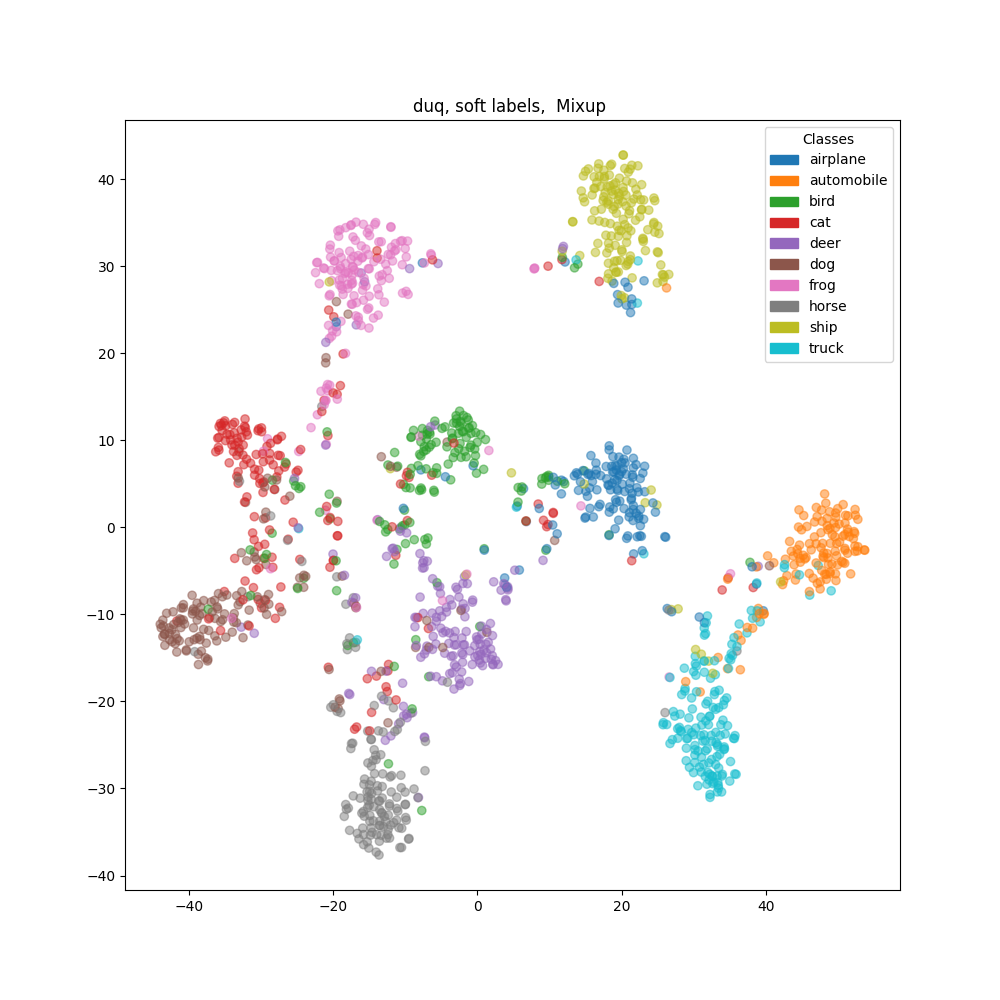 duq, soft labels,  Mixup
Classes
airplane
automobile
bird
cat
deer
dog
frog
horse
ship
truck
40
30
20
10
0
−10
−20
−30
−40
−40
−20
0
20
40